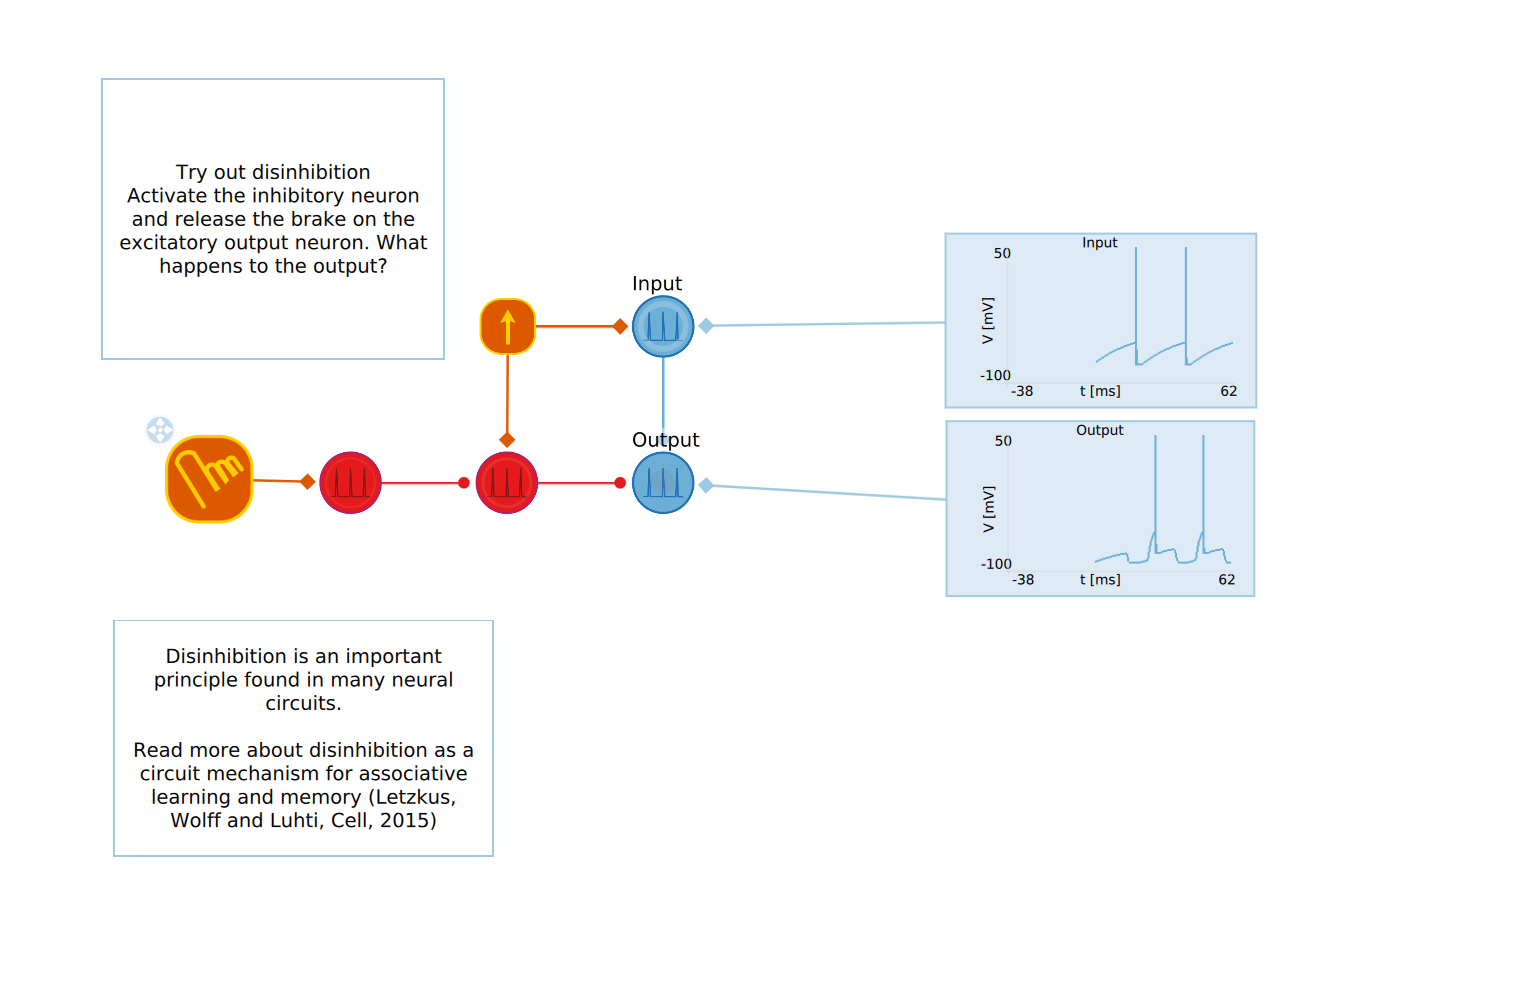 Try out disinhibition
Activate the inhibitory neuron
and release the brake on the
excitatory output neuron. What
happens to the output?
Input
Output
Input
50
V [mV]
-100
-38
t [ms]
62
Output
50
V [mV]
-100
-38
t [ms]
62
Disinhibition is an important
principle found in many neural
circuits.
Read more about disinhibition as a
circuit mechanism for associative
learning and memory (Letzkus,
Wolff and Luhti, Cell, 2015)